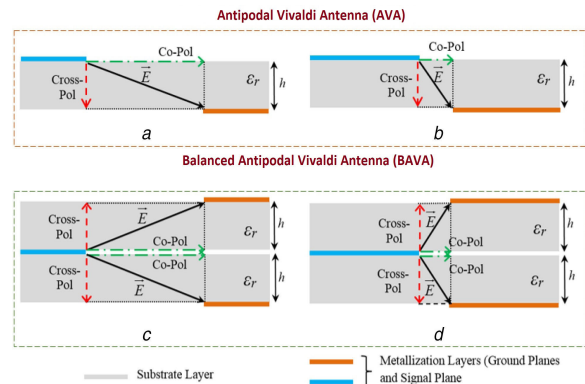 Antipodal Vivaldi Antenna (AVA)
Co-Pol
Cross-
Pol
E
εr
h
a
Co-Pol
Cross-
Pol
E
εr
h
b
Balanced Antipodal Vivaldi Antenna (BAVA)
Cross-
Pol
E
Co-Pol
Co-Pol
Cross-
Pol
E
εr
h
h
c
Cross-
Pol
E
Co-Pol
Co-Pol
Cross-
Pol
E
εr
h
h
d
Substrate Layer
Metallization Layers (Ground Planes
and Signal Plane